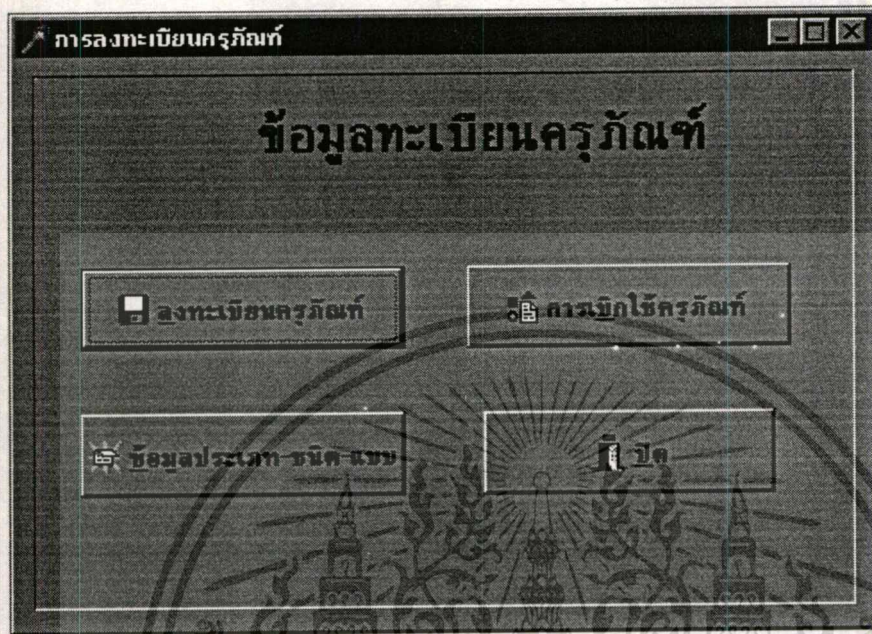 การลงทะเบียนครุภัณฑ์
ข้อมูลทะเบียนครุภัณฑ์
ลงทะเบียนครุภัณฑ์
การเบิกใช้ครุภัณฑ์
ข้อมูลประเภท ชนิด แบบ
ปิด